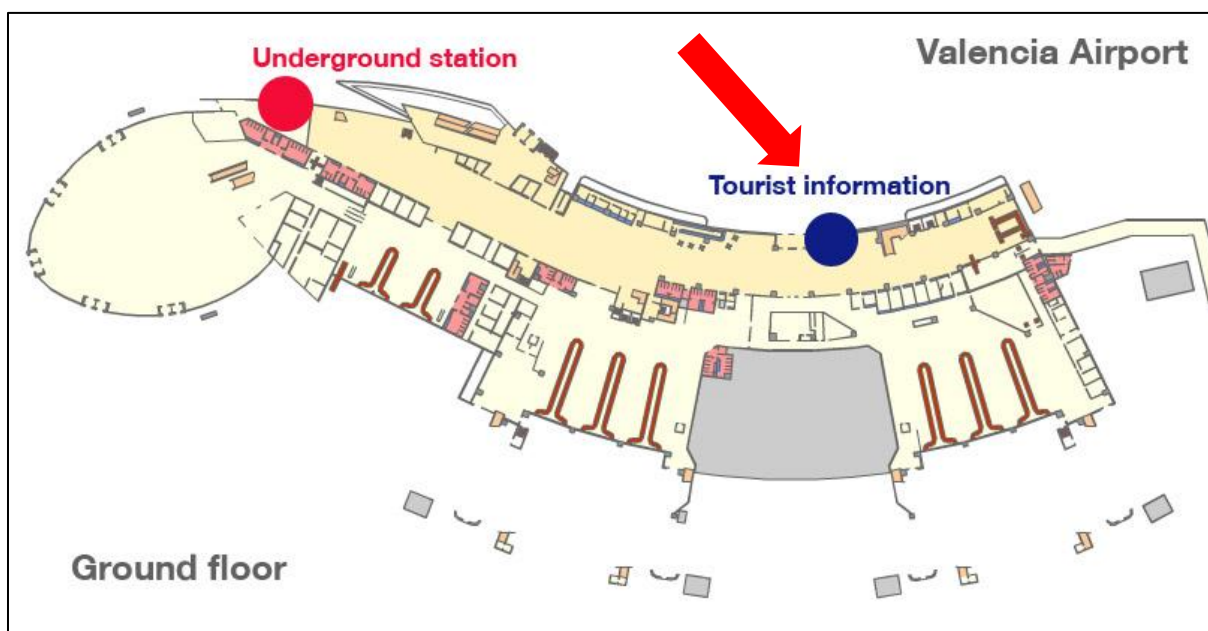 Underground station
Valencia Airport
Tourist information
Ground floor